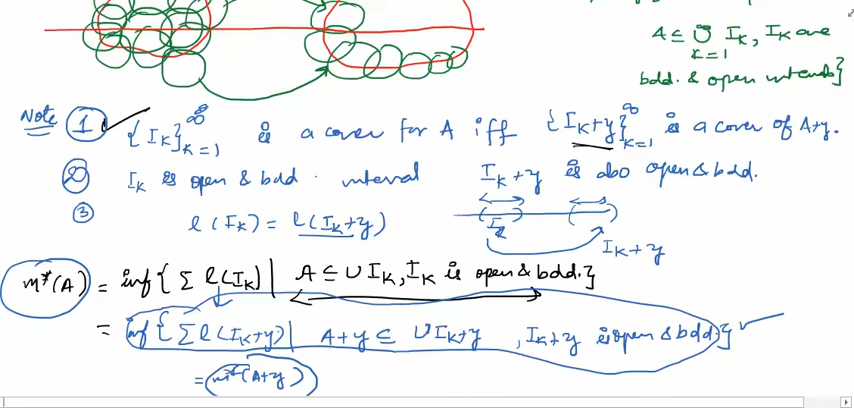 A ⊆ ∪_{k=1}^∞ I_k, I_k are
bdd. & open intends}
Note ① {I_k}_{k=1}^∞ is a cover for A iff {I_k+y}_{k=1}^∞ is a cover of A+y.
② I_k is open & bdd. interval I_k+y is also open & bdd.
③ l(I_k) = l(I_k+y)
I_k
I_k+y
m*(A) = inf{Σ l(I_k) | A ⊆ ∪I_k, I_k is open & bdd.}
= inf{Σ l(I_k+y) | A+y ⊆ ∪I_k+y, I_k+y is open & bdd}
= m*(A+y)